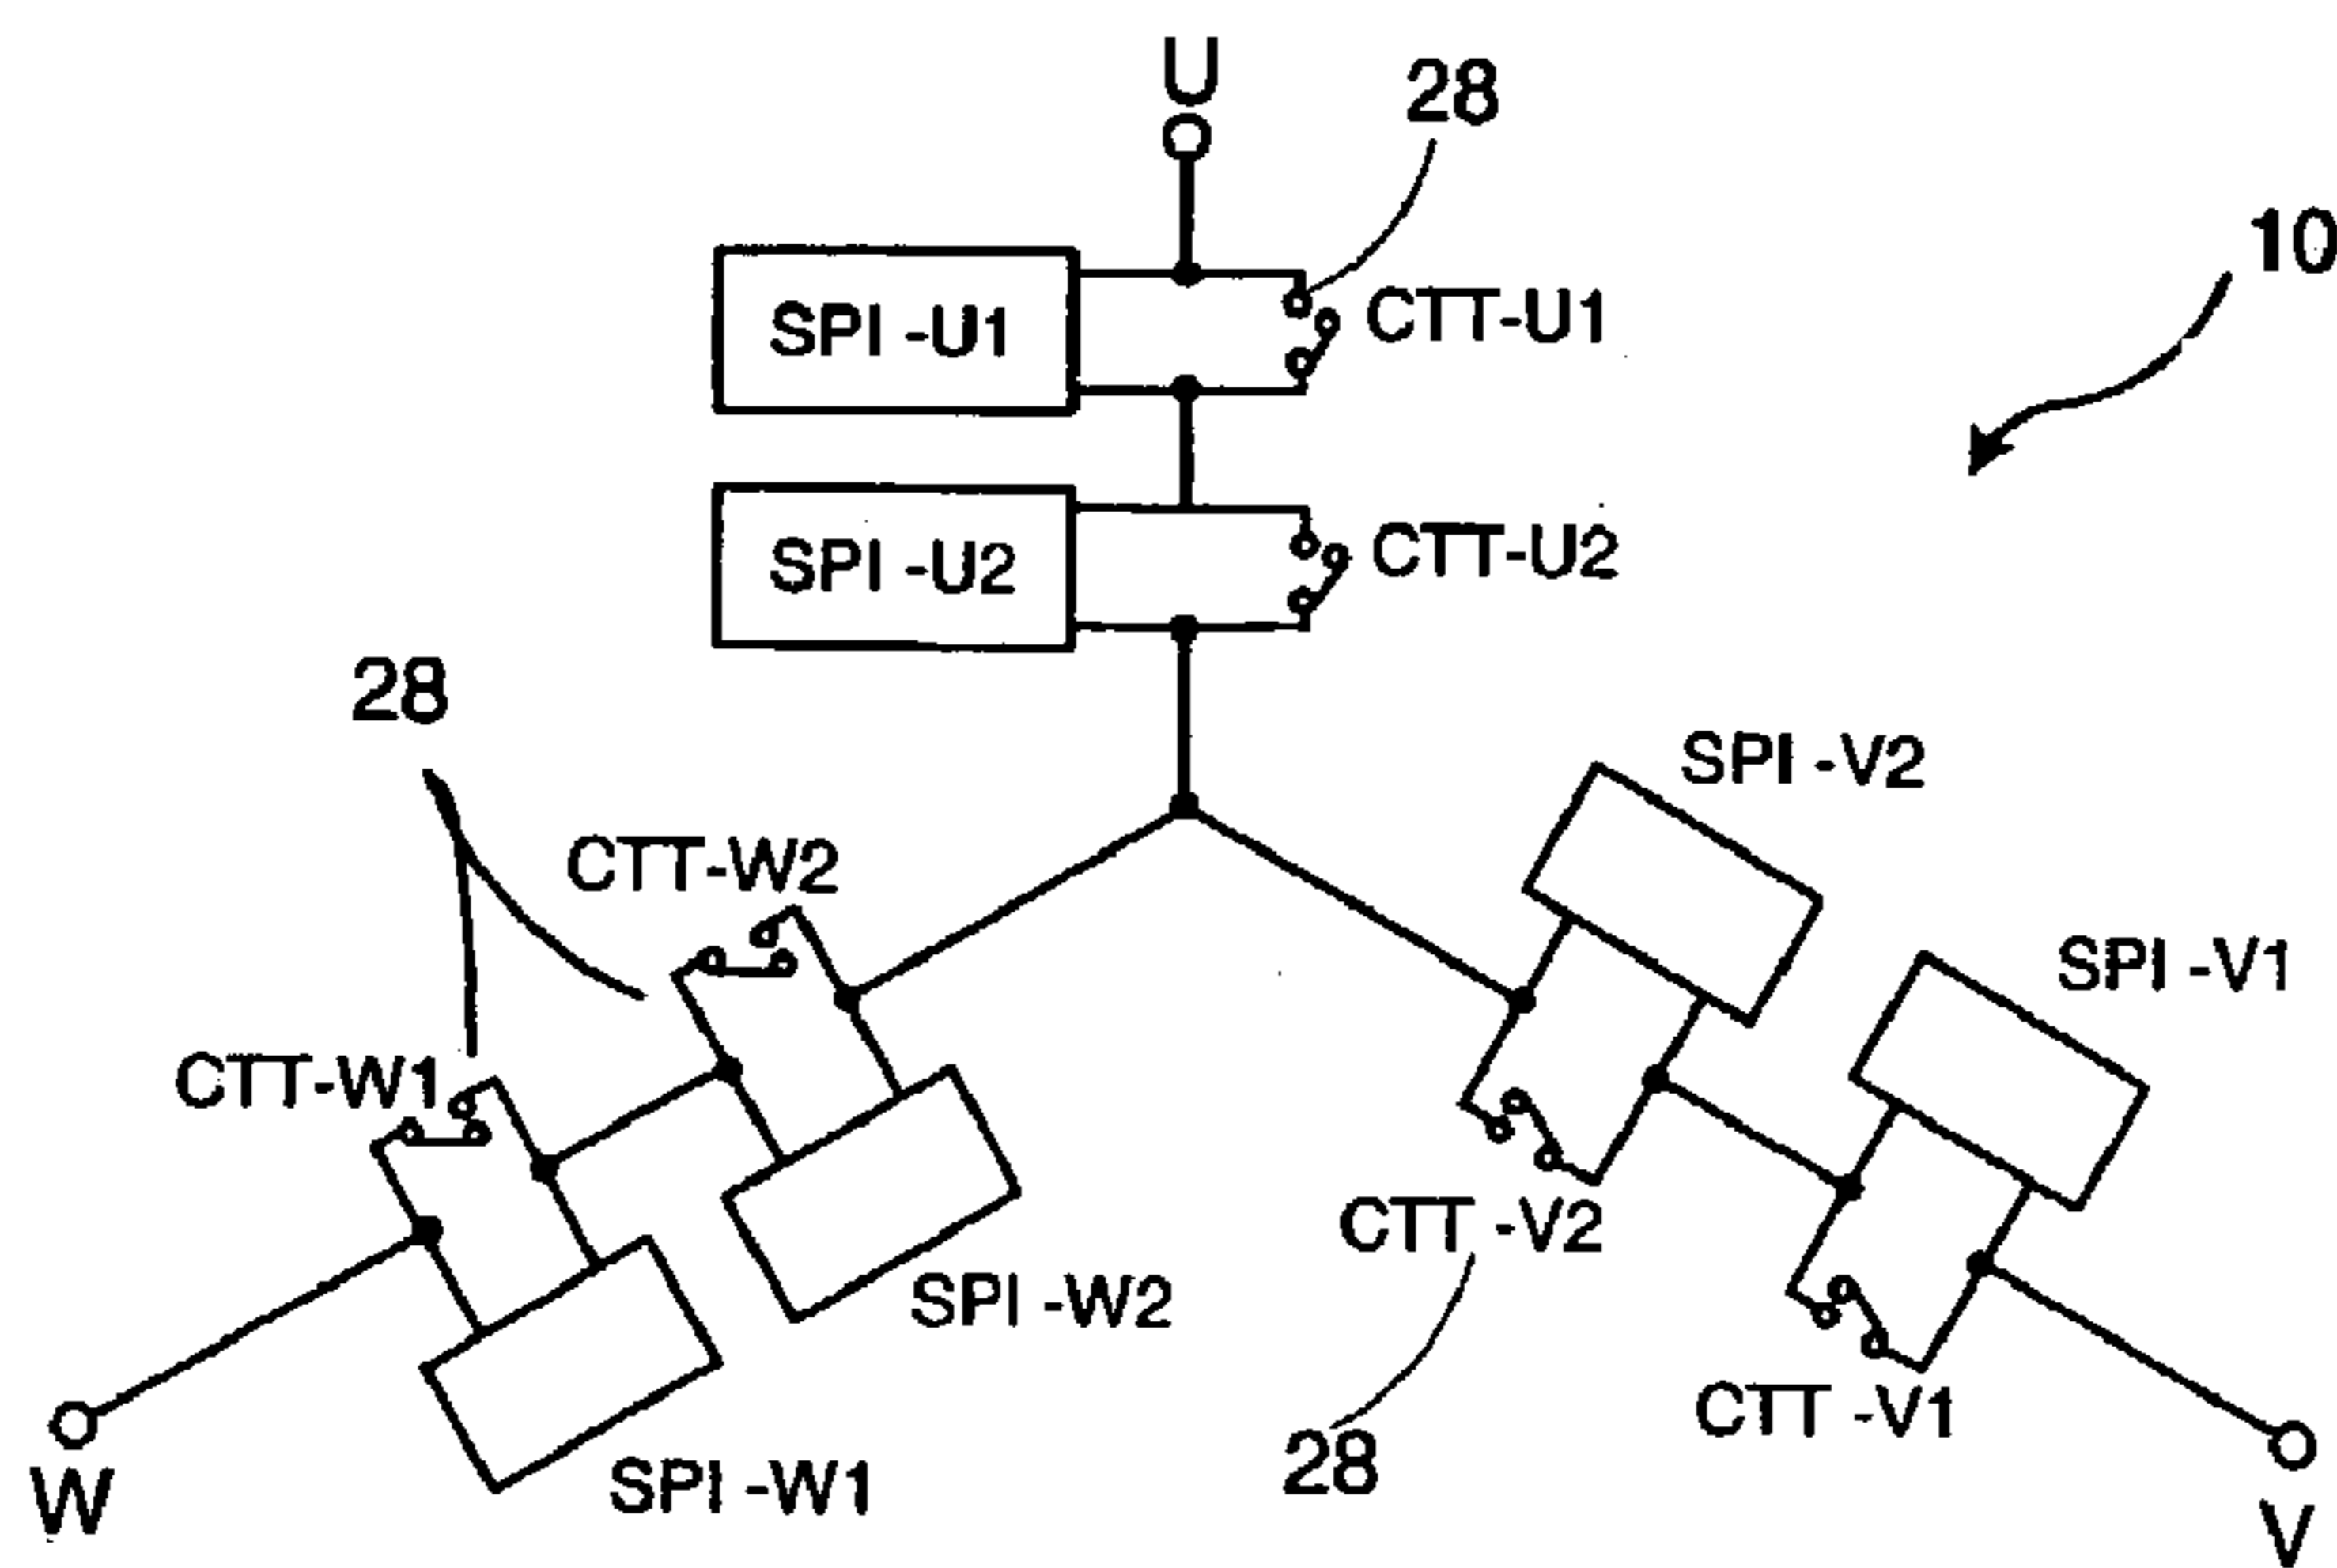 U
28
10
SPI -U1
CTT-U1
SPI -U2
CTT-U2
28
SPI -V2
CTT-W2
SPI -V1
CTT-W1
CTT -V2
SPI -W2
CTT -V1
28
SPI -W1
W
V